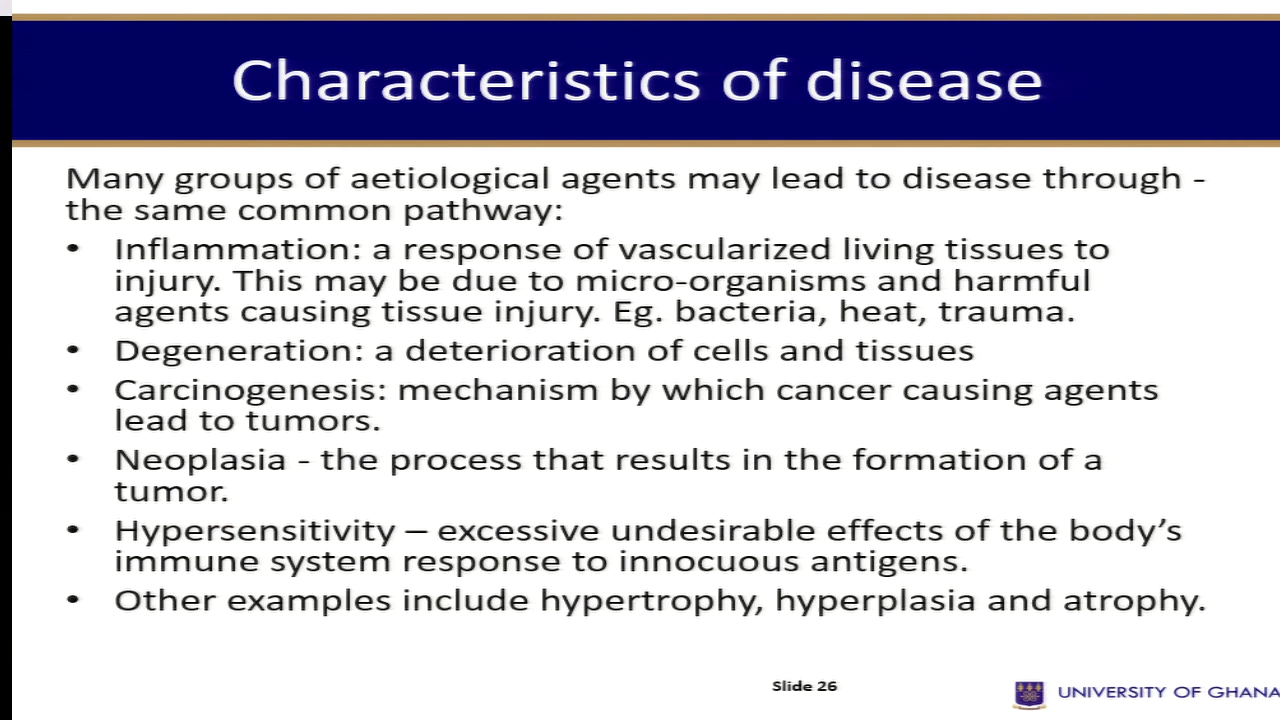 Characteristics of disease
Many groups of aetiological agents may lead to disease through -
the same common pathway:
• Inflammation: a response of vascularized living tissues to
injury. This may be due to micro-organisms and harmful
agents causing tissue injury. Eg. bacteria, heat, trauma.
• Degeneration: a deterioration of cells and tissues
• Carcinogenesis: mechanism by which cancer causing agents
lead to tumors.
• Neoplasia - the process that results in the formation of a
tumor.
• Hypersensitivity – excessive undesirable effects of the body’s
immune system response to innocuous antigens.
• Other examples include hypertrophy, hyperplasia and atrophy.
Slide 26
UNIVERSITY OF GHANA